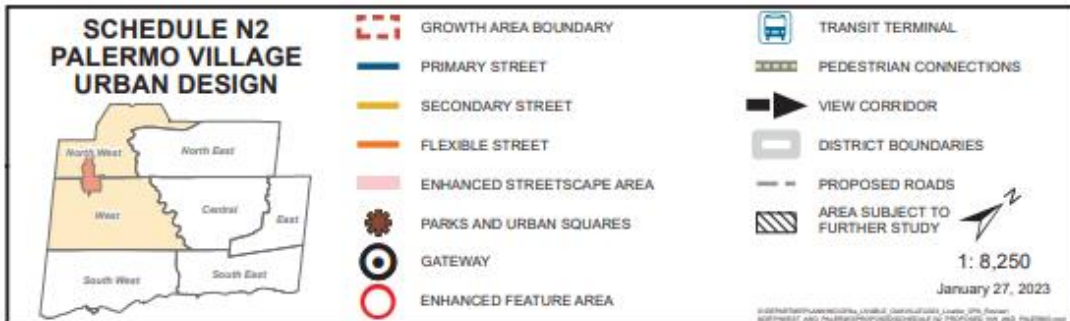 SCHEDULE N2
PALERMO VILLAGE
URBAN DESIGN
North West
North East
West
Central
East
South West
South East
GROWTH AREA BOUNDARY
PRIMARY STREET
SECONDARY STREET
FLEXIBLE STREET
ENHANCED STREETSCAPE AREA
PARKS AND URBAN SQUARES
GATEWAY
ENHANCED FEATURE AREA
TRANSIT TERMINAL
PEDESTRIAN CONNECTIONS
VIEW CORRIDOR
DISTRICT BOUNDARIES
PROPOSED ROADS
AREA SUBJECT TO
FURTHER STUDY
N
1: 8,250
January 27, 2023